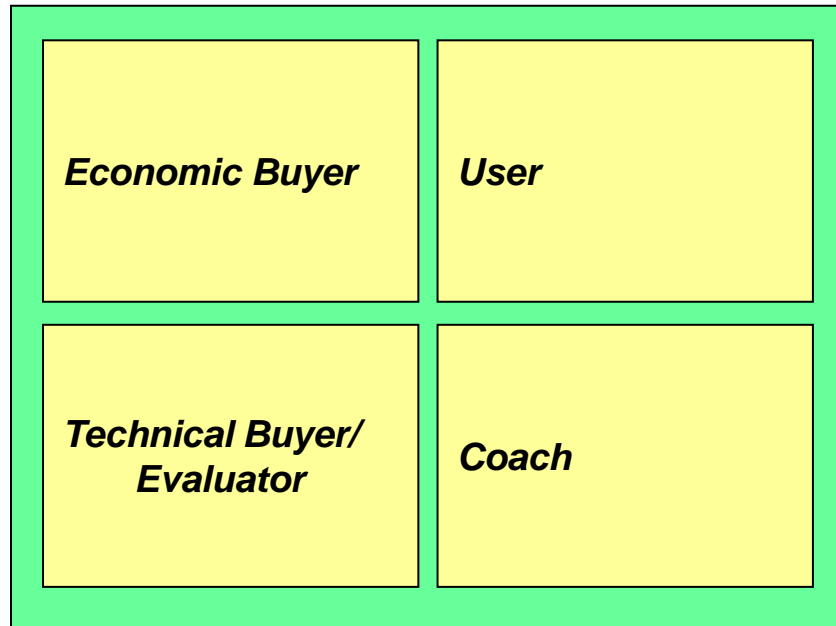 Economic Buyer
User
Technical Buyer/
Evaluator
Coach